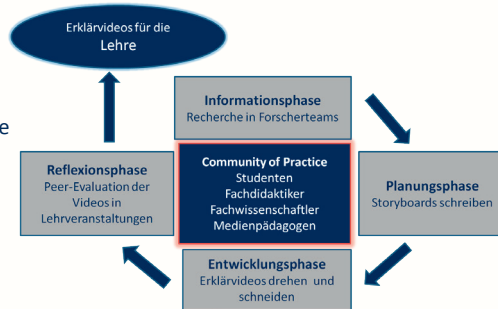 Erklärvideos für die
Lehre
Informationsphase
Recherche in Forscherteams
e
Reflexionsphase
Peer-Evaluation der
Videos in
Lehrveranstaltungen
Community of Practice
Studenten
Fachdidaktiker
Fachwissenschaftler
Medienpädagogen
Planungsphase
Storyboards schreiben
Entwicklungsphase
Erklärvideos drehen und
schneiden